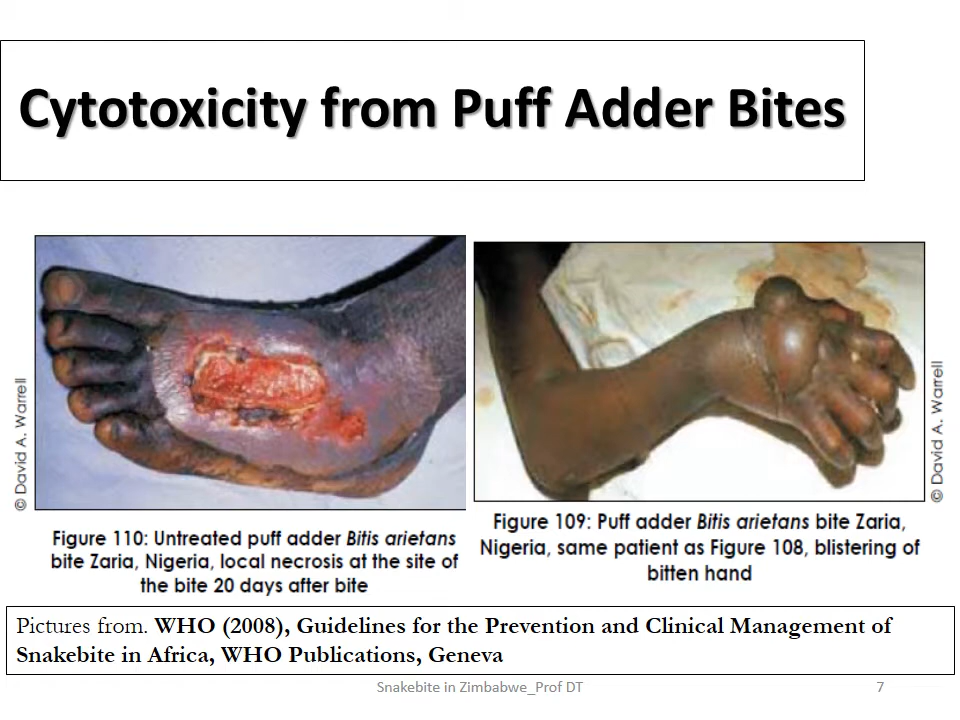 Cytotoxicity from Puff Adder Bites
© David A. Warrell
© David A. Warrell
Figure 110: Untreated puff adder Bitis arietans
bite Zaria, Nigeria, local necrosis at the site of
the bite 20 days after bite
Figure 109: Puff adder Bitis arietans bite Zaria,
Nigeria, same patient as Figure 108, blistering of
bitten hand
Pictures from. WHO (2008), Guidelines for the Prevention and Clinical Management of
Snakebite in Africa, WHO Publications, Geneva
Snakebite in Zimbabwe_Prof DT
7